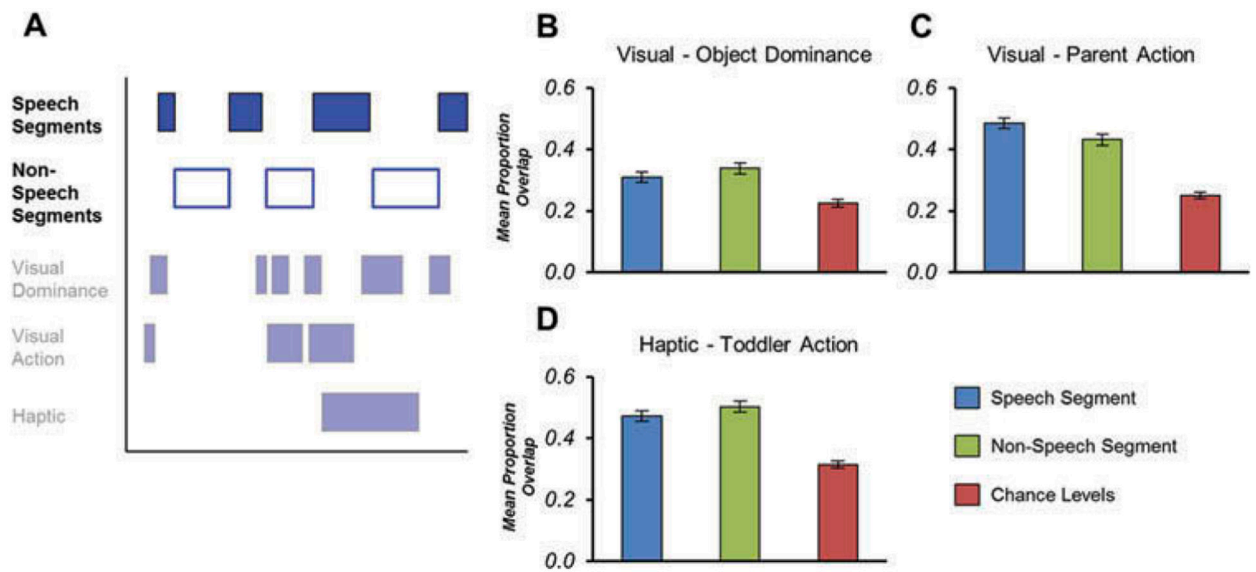 A
Speech
Segments
Non-
Speech
Segments
Visual
Dominance
Visual
Action
Haptic
B
Visual - Object Dominance
Mean Proportion
Overlap
0.6
0.4
0.2
0.0
C
Visual - Parent Action
0.6
0.4
0.2
0.0
D
Haptic - Toddler Action
Mean Proportion
Overlap
0.6
0.4
0.2
0.0
Speech Segment
Non-Speech Segment
Chance Levels